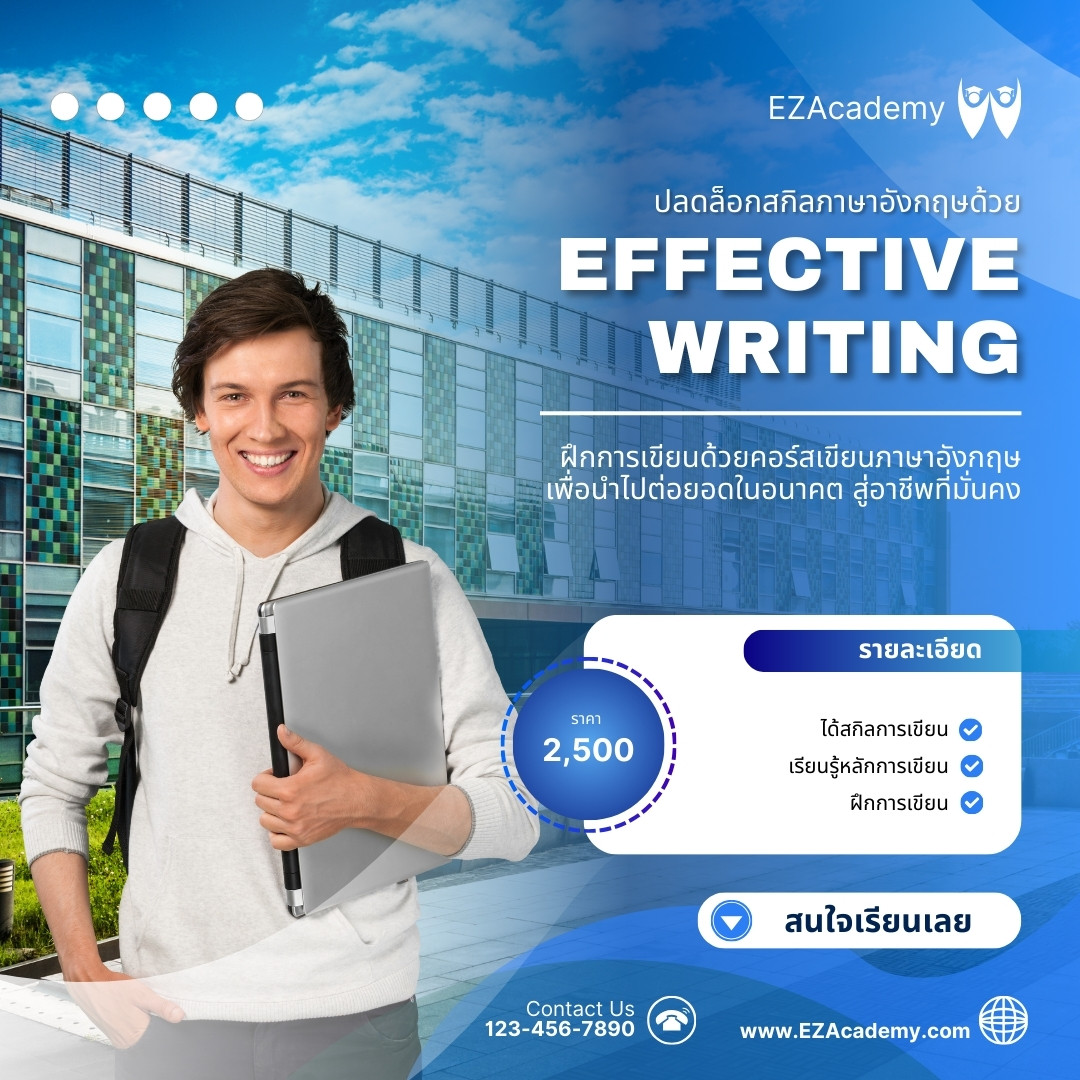 EZAcademy
ปลดล็อกสกิลภาษาอังกฤษด้วย
EFFECTIVE
WRITING
ฝึกการเขียนด้วยคอร์สเขียนภาษาอังกฤษ
เพื่อนำไปต่อยอดในอนาคต สู่อาชีพที่มั่นคง
รายละเอียด
ราคา
2,500
ได้สกิลการเขียน
เรียนรู้หลักการเขียน
ฝึกการเขียน
สนใจเรียนเลย
Contact Us
123-456-7890
www.EZAcademy.com